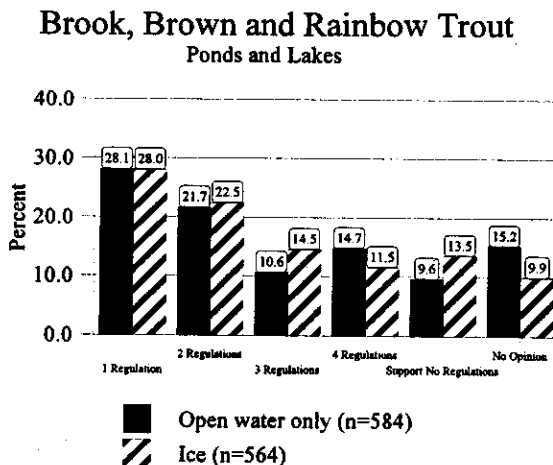 Brook, Brown and Rainbow Trout
Ponds and Lakes
Percent
40.0
30.0
20.0
10.0
0.0
28.1 28.0
21.7 22.5
10.6 14.5
14.7 11.5
9.6 13.5
15.2 9.9
1 Regulation
2 Regulations
3 Regulations
4 Regulations
Support No Regulations
No Opinion
Open water only (n=584)
Ice (n=564)